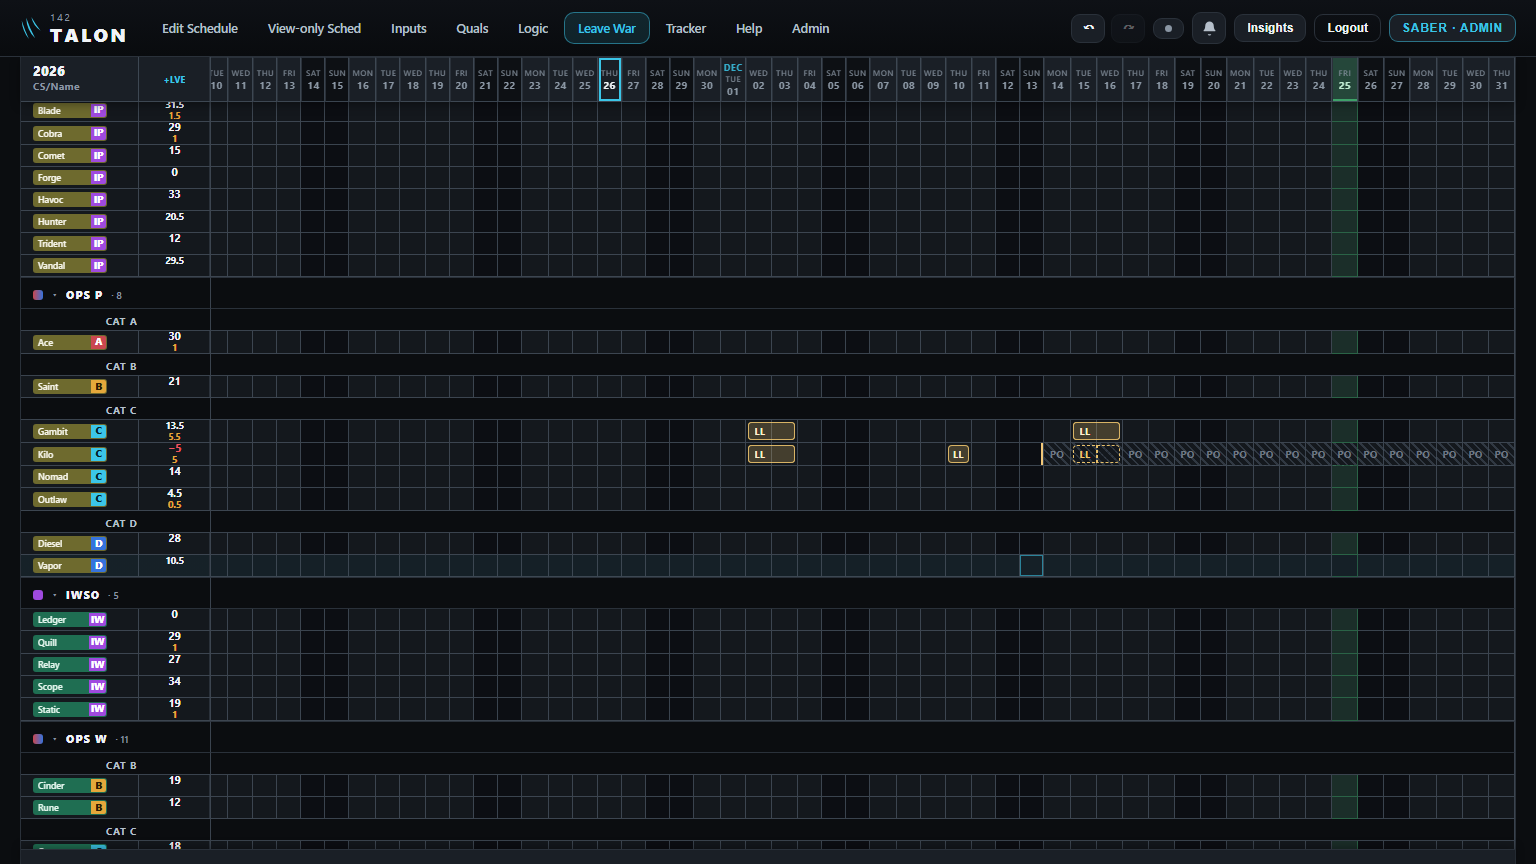 142
TALON
Edit Schedule View-only Sched Inputs Quals Logic Leave War Tracker Help Admin
Insights Logout SABER · ADMIN
2026
CS/Name
+LVE
TUE 10 WED 11 THU 12 FRI 13 SAT 14 SUN 15 MON 16 TUE 17 WED 18 THU 19 FRI 20 SAT 21 SUN 22 MON 23 TUE 24 WED 25 THU 26 FRI 27 SAT 28 SUN 29 MON 30 DEC TUE 01 WED 02 THU 03 FRI 04 SAT 05 SUN 06 MON 07 TUE 08 WED 09 THU 10 FRI 11 SAT 12 SUN 13 MON 14 TUE 15 WED 16 THU 17 FRI 18 SAT 19 SUN 20 MON 21 TUE 22 WED 23 THU 24 FRI 25 SAT 26 SUN 27 MON 28 TUE 29 WED 30 THU 31
Blade IP 31.5 1.5
Cobra IP 29 1
Comet IP 15
Forge IP 0
Havoc IP 33
Hunter IP 20.5
Trident IP 12
Vandal IP 29.5
· OPS P · 8
CAT A
Ace A 30 1
CAT B
Saint B 21
CAT C
Gambit C 13.5 5.5 LL LL
Kilo C −5 5 LL LL PO LL PO PO PO PO PO PO PO PO PO PO PO PO PO PO PO
Nomad C 14
Outlaw C 4.5 0.5
CAT D
Diesel D 28
Vapor D 10.5
· IWSO · 5
Ledger IW 0
Quill IW 29 1
Relay IW 27
Scope IW 34
Static IW 19 1
· OPS W · 11
CAT B
Cinder B 19
Rune B 12
CAT C
18